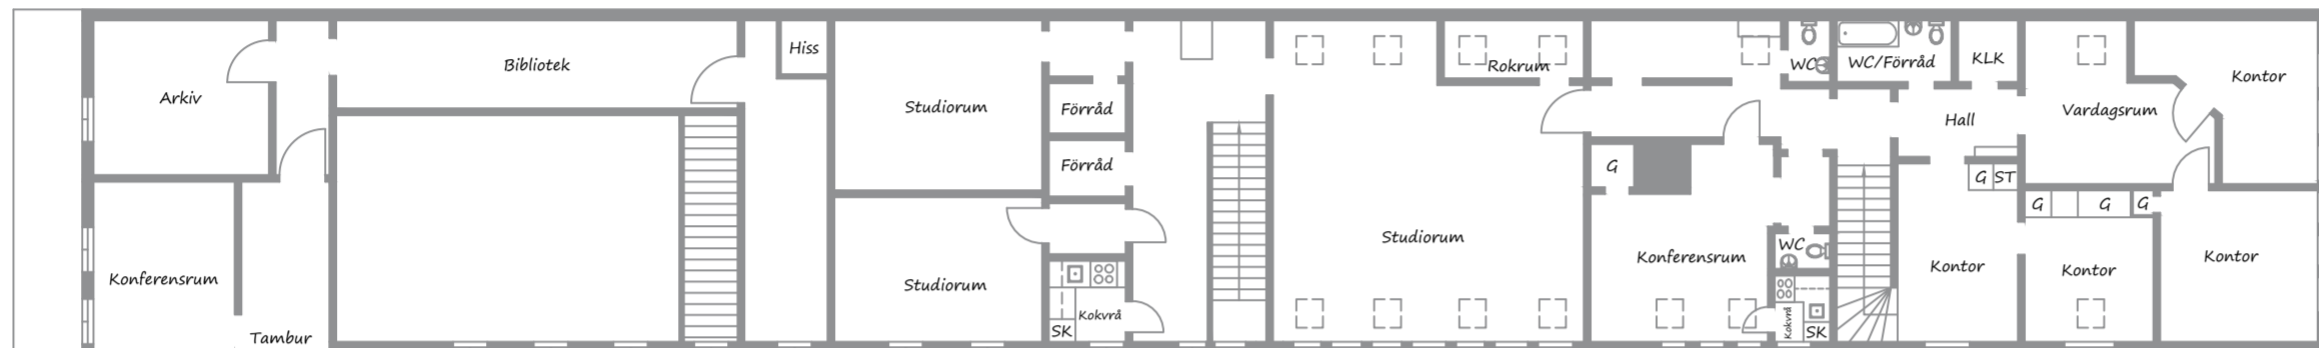 Arkiv
Bibliotek
Hiss
Studiorum
Förråd
Förråd
Rokrum
WC
WC/Förråd
KLK
Kontor
Vardagsrum
Hall
G
G ST
G
G
G
Konferensrum
Tambur
Studiorum
Kokvrå
SK
Studiorum
Konferensrum
WC
Kokvrå
SK
Kontor
Kontor
Kontor